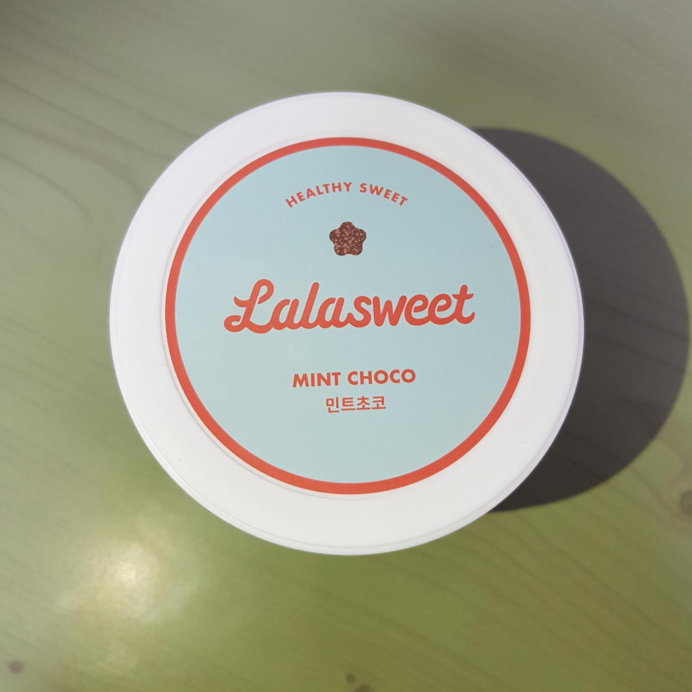 HEALTHY SWEET
Lalasweet
MINT CHOCO
민트초코